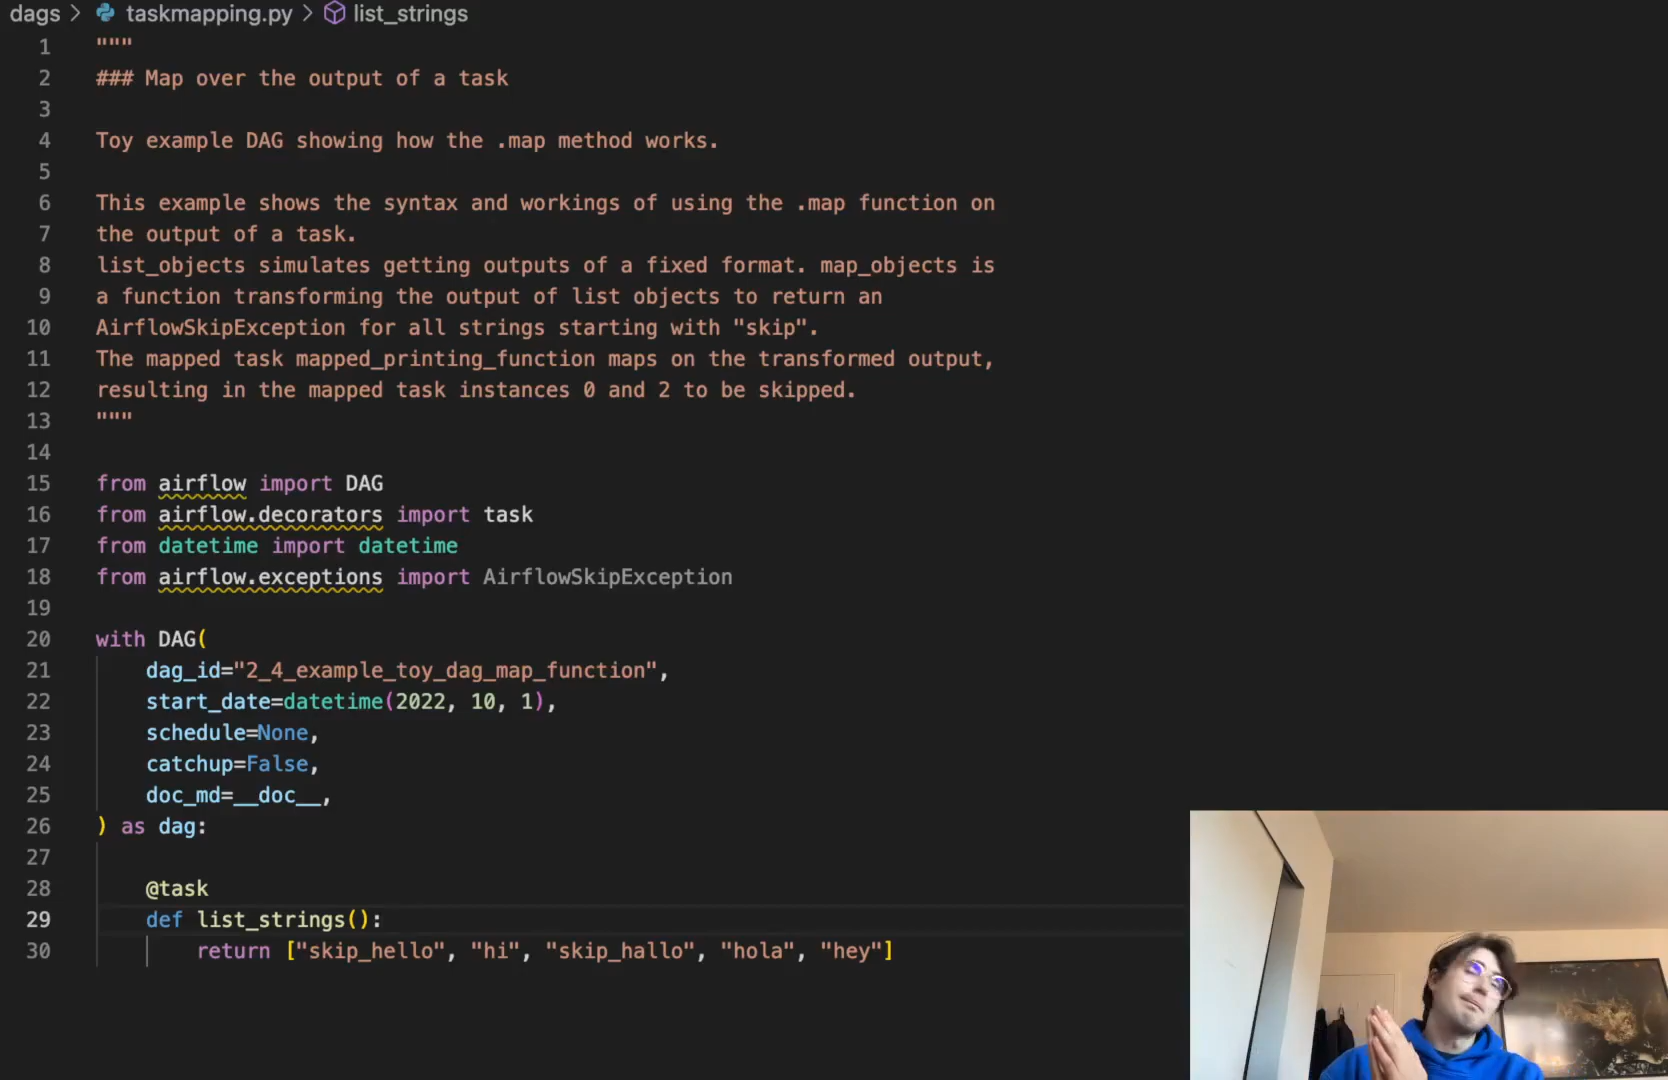 dags > taskmapping.py > list_strings
1 """
2 ### Map over the output of a task
3
4 Toy example DAG showing how the .map method works.
5
6 This example shows the syntax and workings of using the .map function on
7 the output of a task.
8 list_objects simulates getting outputs of a fixed format. map_objects is
9 a function transforming the output of list objects to return an
10 AirflowSkipException for all strings starting with "skip".
11 The mapped task mapped_printing_function maps on the transformed output,
12 resulting in the mapped task instances 0 and 2 to be skipped.
13 """
14
15 from airflow import DAG
16 from airflow.decorators import task
17 from datetime import datetime
18 from airflow.exceptions import AirflowSkipException
19
20 with DAG(
21     dag_id="2_4_example_toy_dag_map_function",
22     start_date=datetime(2022, 10, 1),
23     schedule=None,
24     catchup=False,
25     doc_md=__doc__,
26 ) as dag:
27
28     @task
29     def list_strings():
30         return ["skip_hello", "hi", "skip_hallo", "hola", "hey"]